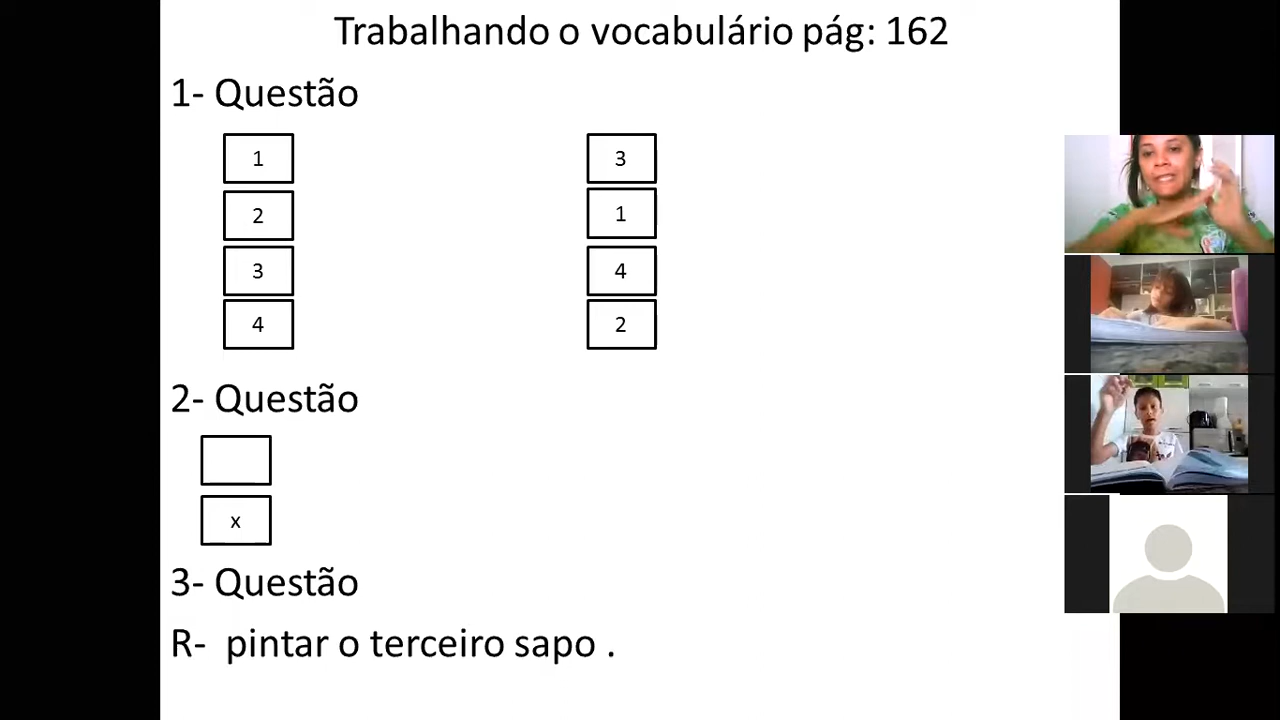 Trabalhando o vocabulário pág: 162
1- Questão
1 3
2 1
3 4
4 2
2- Questão
x
3- Questão
R- pintar o terceiro sapo .